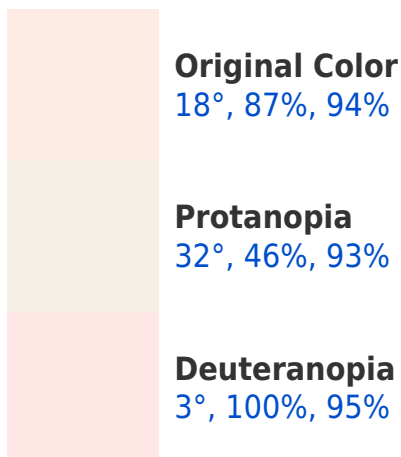 Original Color
18°, 87%, 94%
Protanopia
32°, 46%, 93%
Deuteranopia
3°, 100%, 95%